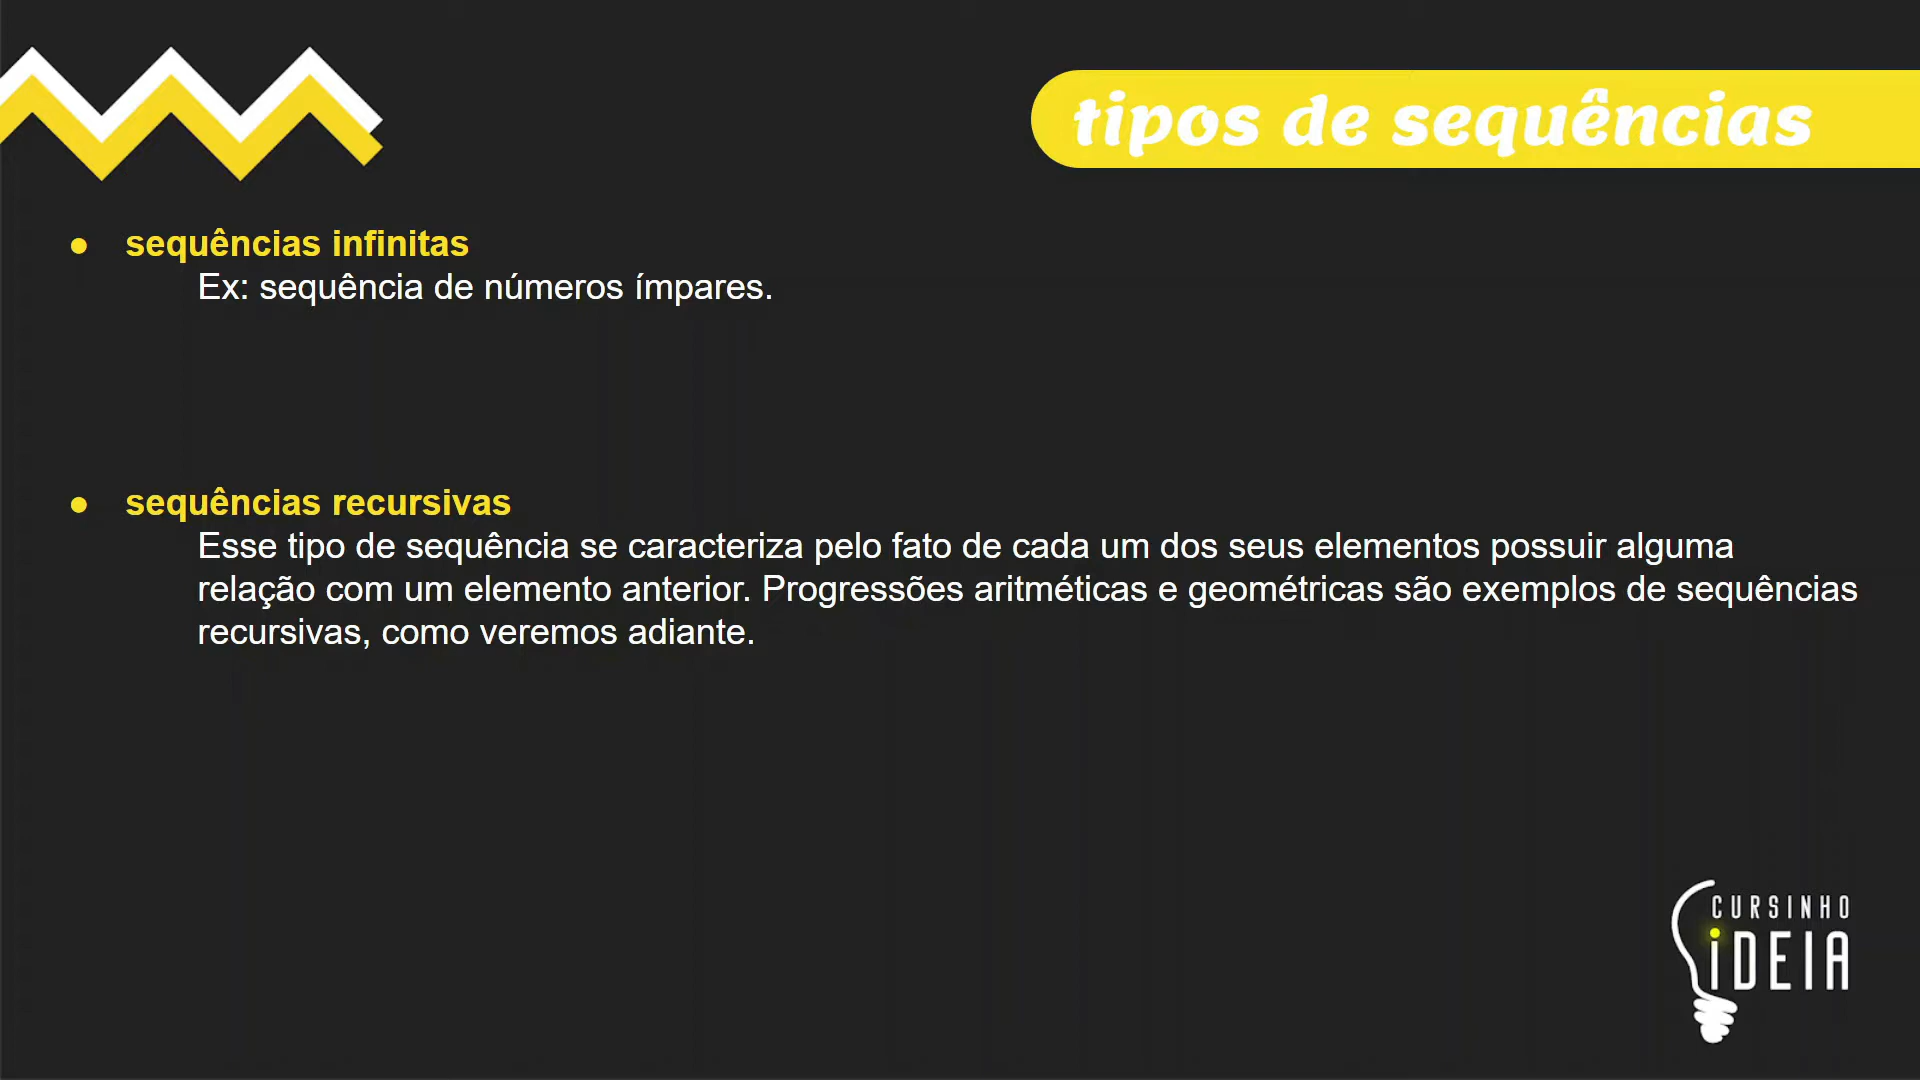 tipos de sequências
● sequências infinitas
Ex: sequência de números ímpares.
● sequências recursivas
Esse tipo de sequência se caracteriza pelo fato de cada um dos seus elementos possuir alguma
relação com um elemento anterior. Progressões aritméticas e geométricas são exemplos de sequências
recursivas, como veremos adiante.
CURSINHO
iDEIA